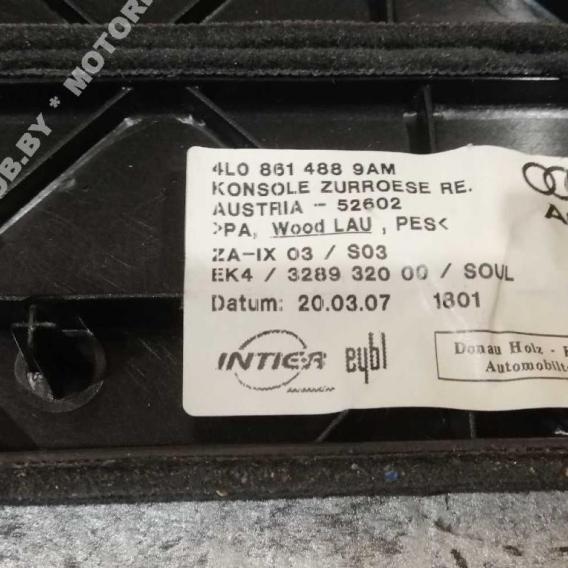 4L0 861 488 9AM
KONSOLE ZURROESE RE.
AUSTRIA - 52602
>PA, Wood LAU , PES<
ZA-IX 03 / S03
EK4 / 3289 320 00 / SOUL
Datum: 20.03.07 1801
INTIER eybl
Donau Holz -
Automobilte